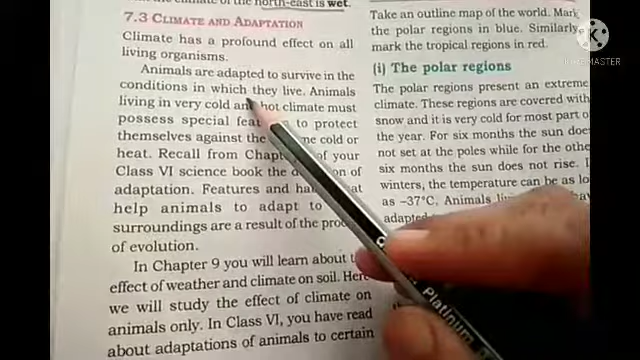 the climate of the north-east is wet.
7.3 CLIMATE AND ADAPTATION
Climate has a profound effect on all
living organisms.
Animals are adapted to survive in the
conditions in which they live. Animals
living in very cold and hot climate must
possess special to protect
themselves against the cold or
heat. Recall from of your
Class VI science book the of
adaptation. Features and
help animals to adapt to
surroundings are a result of the
of evolution.
In Chapter 9 you will learn about
effect of weather and climate on soil. Here
we will study the effect of climate on
animals only. In Class VI, you have read
about adaptations of animals to certain
Take an outline map of the world. Mark
the polar regions in blue. Similarly
mark the tropical regions in red.
(i) The polar regions
The polar regions present an extreme
climate. These regions are covered with
snow and it is very cold for most part of
the year. For six months the sun does
not set at the poles while for the other
six months the sun does not rise.
winters, the temperature can be as
as –37°C. Animals
adapted
Platinum
KINEMASTER